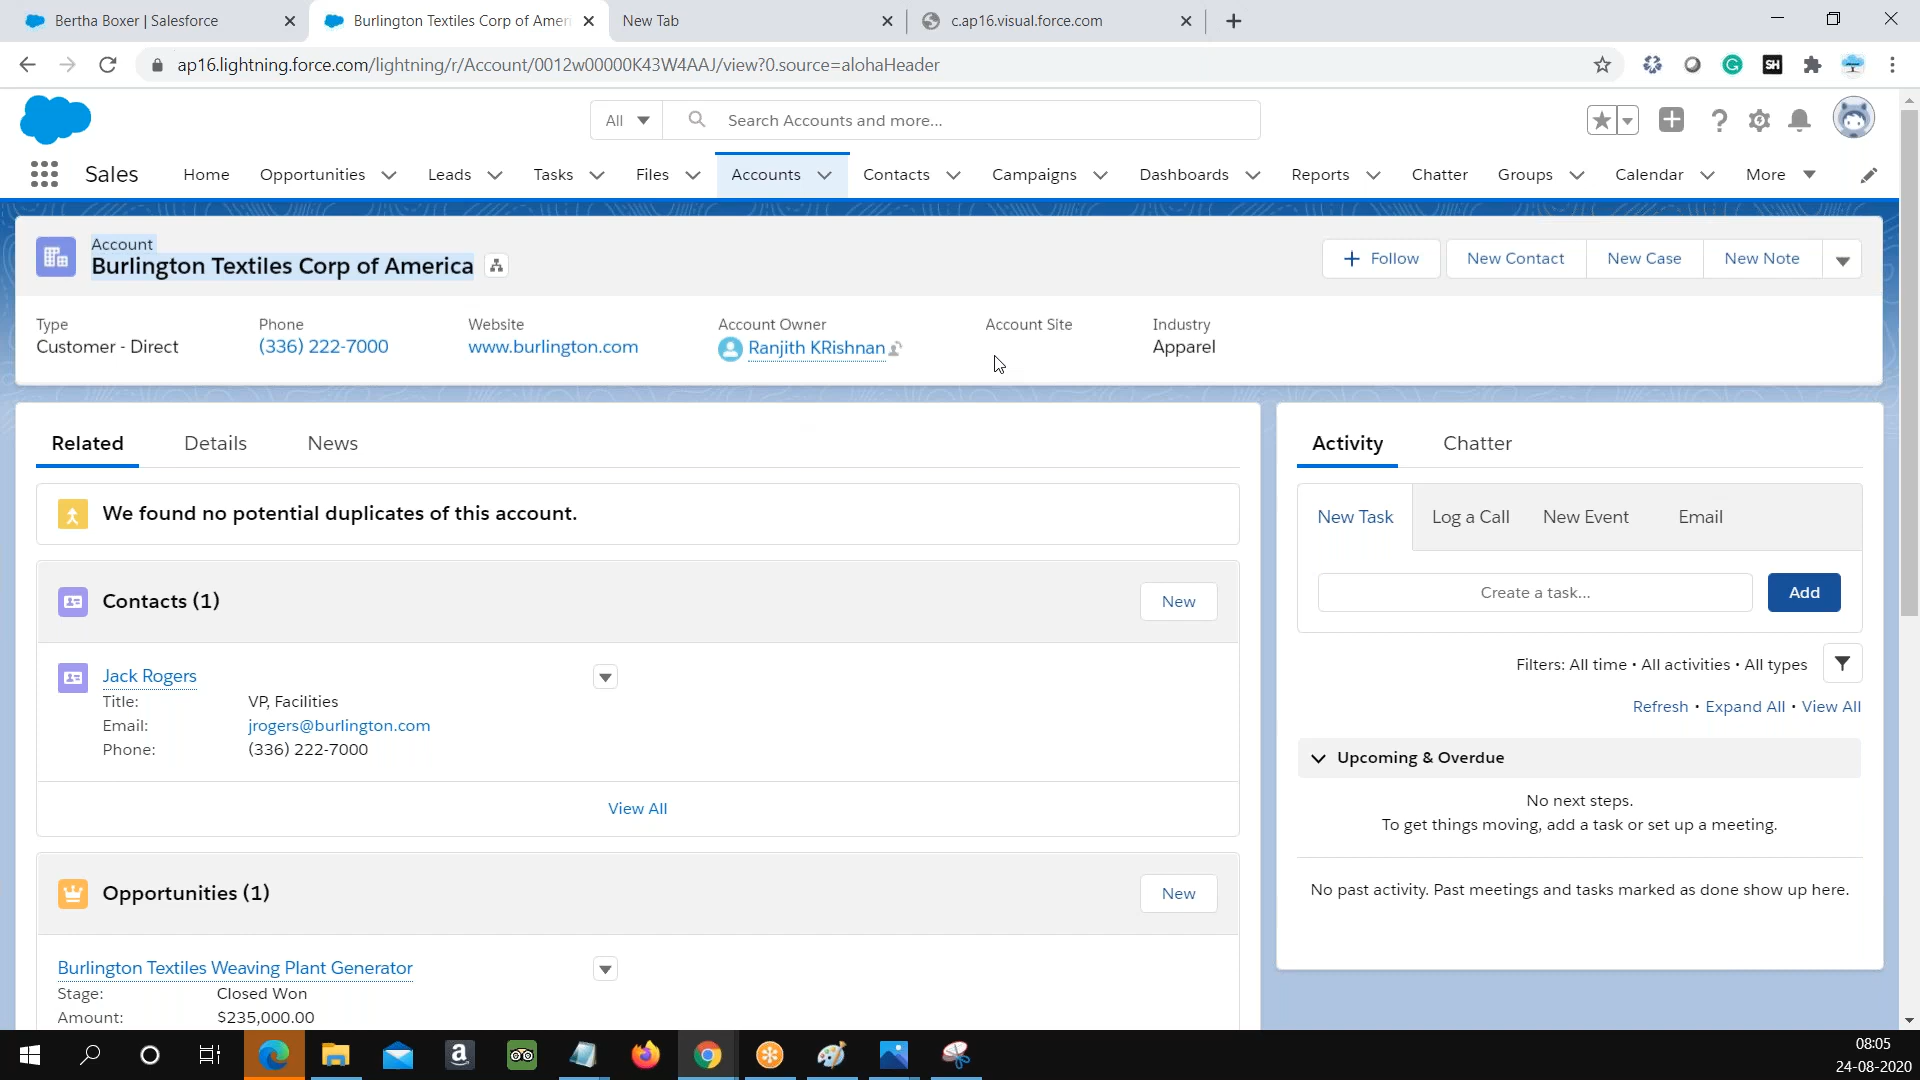 Bertha Boxer | Salesforce
Burlington Textiles Corp of Amer
New Tab
c.ap16.visual.force.com
ap16.lightning.force.com/lightning/r/Account/0012w00000K43W4AAJ/view?0.source=alohaHeader
SH
All
Search Accounts and more...
Sales
Home
Opportunities
Leads
Tasks
Files
Accounts
Contacts
Campaigns
Dashboards
Reports
Chatter
Groups
Calendar
More
Account
Burlington Textiles Corp of America
Follow
New Contact
New Case
New Note
Type
Customer - Direct
Phone
(336) 222-7000
Website
www.burlington.com
Account Owner
Ranjith KRishnan
Account Site
Industry
Apparel
Related
Details
News
We found no potential duplicates of this account.
Contacts (1)
New
Jack Rogers
Title: VP, Facilities
Email: jrogers@burlington.com
Phone: (336) 222-7000
View All
Opportunities (1)
New
Burlington Textiles Weaving Plant Generator
Stage: Closed Won
Amount: $235,000.00
Activity
Chatter
New Task
Log a Call
New Event
Email
Create a task...
Add
Filters: All time • All activities • All types
Refresh • Expand All • View All
Upcoming & Overdue
No next steps.
To get things moving, add a task or set up a meeting.
No past activity. Past meetings and tasks marked as done show up here.
08:05
24-08-2020